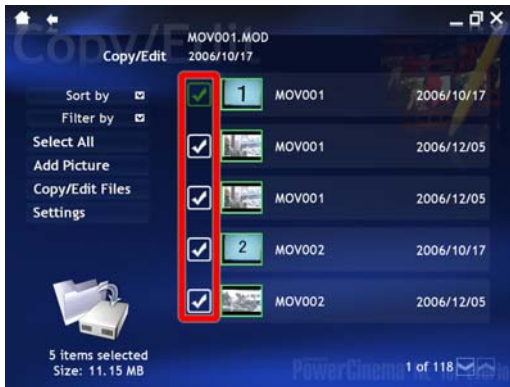 Copy/Edit
MOV001.MOD
Copy/Edit 2006/10/17
Sort by
Filter by
Select All
Add Picture
Copy/Edit Files
Settings
1 MOV001 2006/10/17
MOV001 2006/12/05
MOV001 2006/12/05
2 MOV002 2006/10/17
MOV002 2006/12/05
5 items selected
Size: 11.15 MB
PowerCinema
1 of 118